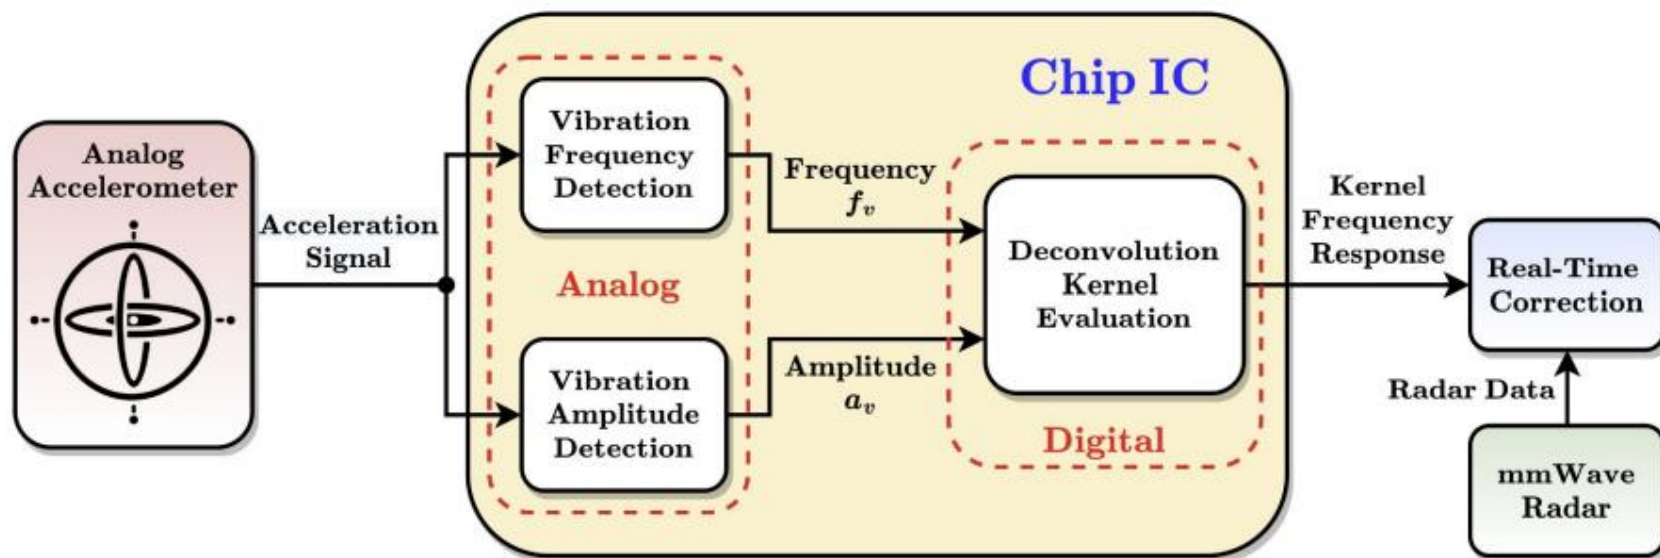 Analog
Accelerometer
Acceleration
Signal
Chip IC
Vibration
Frequency
Detection
Analog
Vibration
Amplitude
Detection
Frequency
f_v
Amplitude
a_v
Deconvolution
Kernel
Evaluation
Digital
Kernel
Frequency
Response
Real-Time
Correction
Radar Data
mmWave
Radar